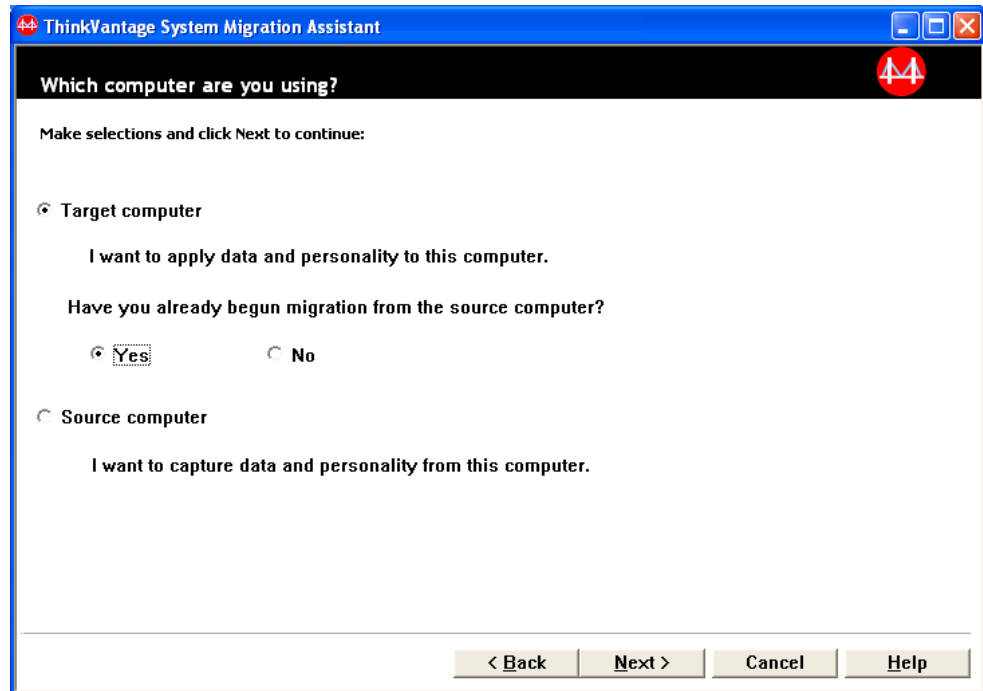 ThinkVantage System Migration Assistant
Which computer are you using?
Make selections and click Next to continue:
Target computer
I want to apply data and personality to this computer.
Have you already begun migration from the source computer?
Yes No
Source computer
I want to capture data and personality from this computer.
< Back Next > Cancel Help